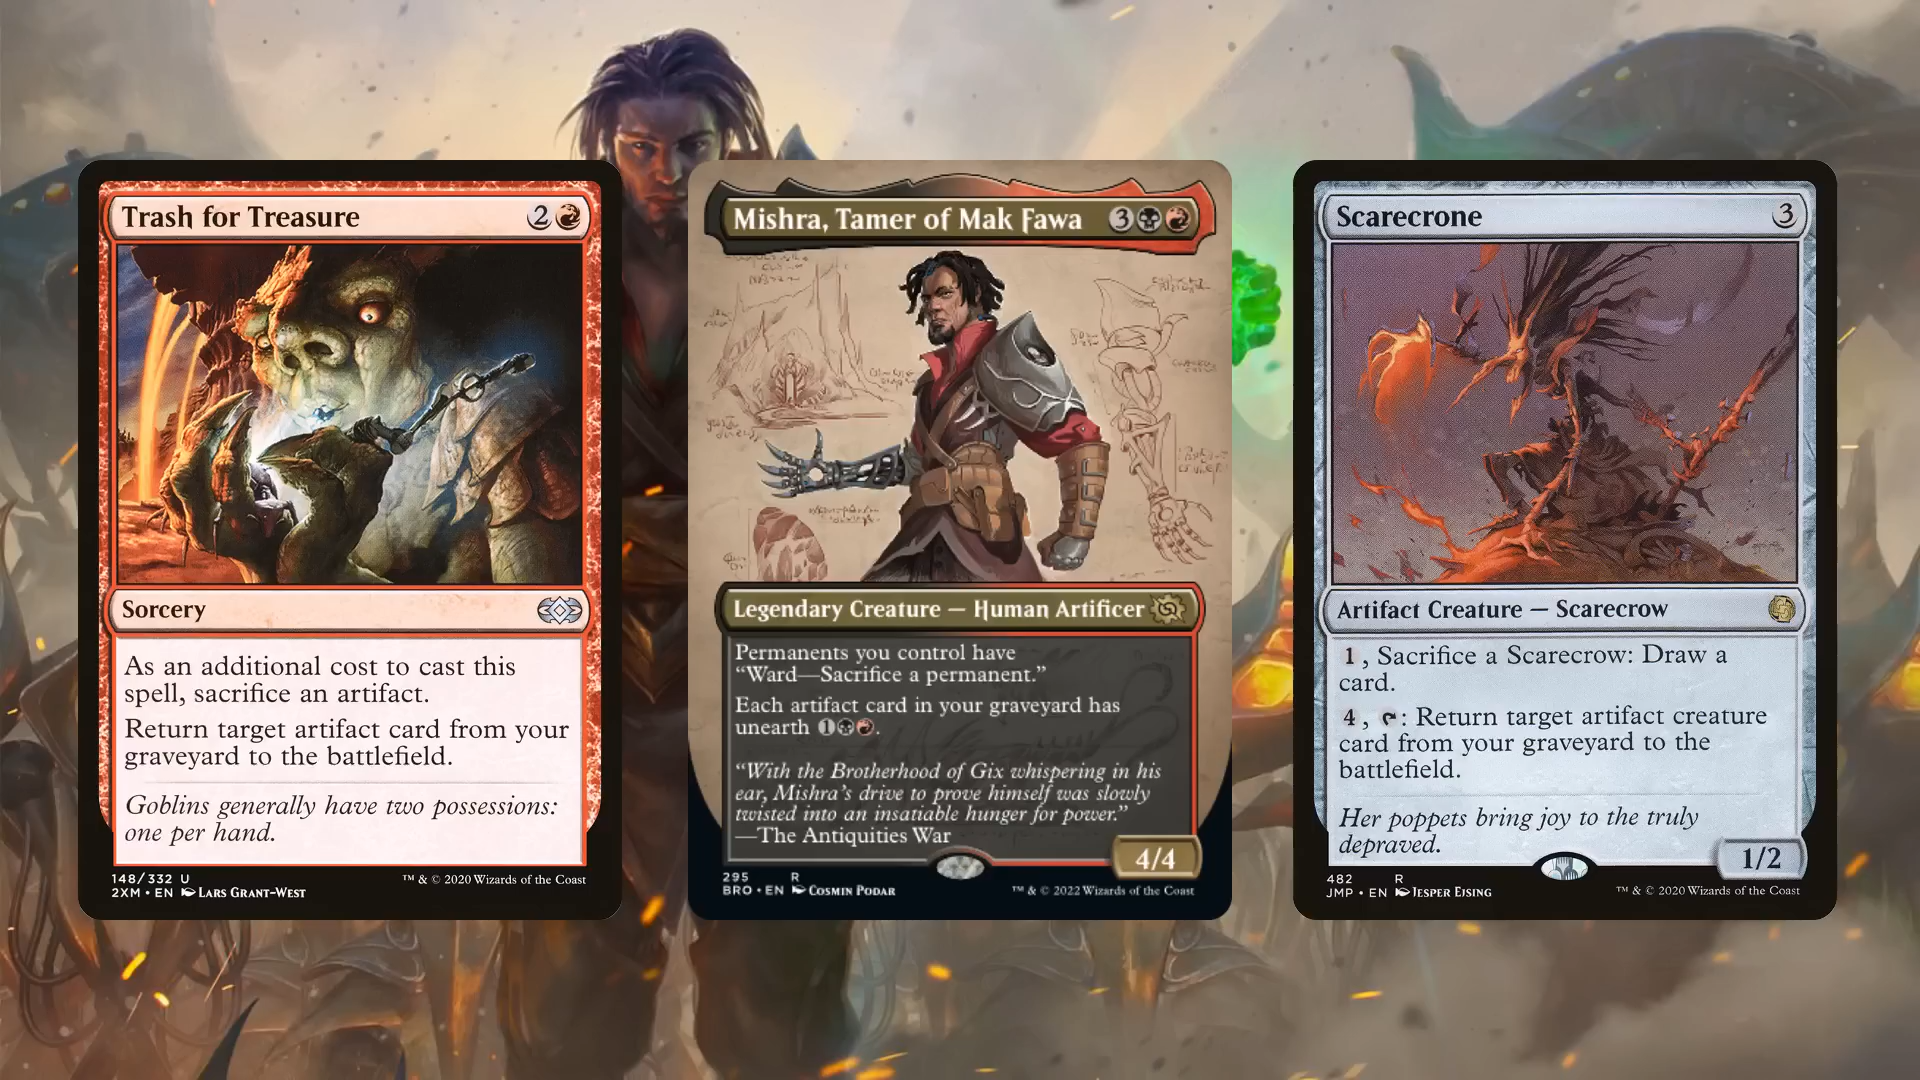 Trash for Treasure 2
Sorcery
As an additional cost to cast this
spell, sacrifice an artifact.
Return target artifact card from your
graveyard to the battlefield.
Goblins generally have two possessions:
one per hand.
148/332 U
2XM • EN Lars Grant-West
™ & © 2020 Wizards of the Coast
Mishra, Tamer of Mak Fawa 3
Legendary Creature — Human Artificer
Permanents you control have
“Ward—Sacrifice a permanent.”
Each artifact card in your graveyard has
unearth 1.
“With the Brotherhood of Gix whispering in his
ear, Mishra’s drive to prove himself was slowly
twisted into an insatiable hunger for power.”
—The Antiquities War
4/4
295 R
BRO • EN Cosmin Podar
™ & © 2022 Wizards of the Coast
Scarecrone 3
Artifact Creature — Scarecrow
1, Sacrifice a Scarecrow: Draw a
card.
4, : Return target artifact creature
card from your graveyard to the
battlefield.
Her poppets bring joy to the truly
depraved.
1/2
482 R
JMP • EN Jesper Ejsing
™ & © 2020 Wizards of the Coast